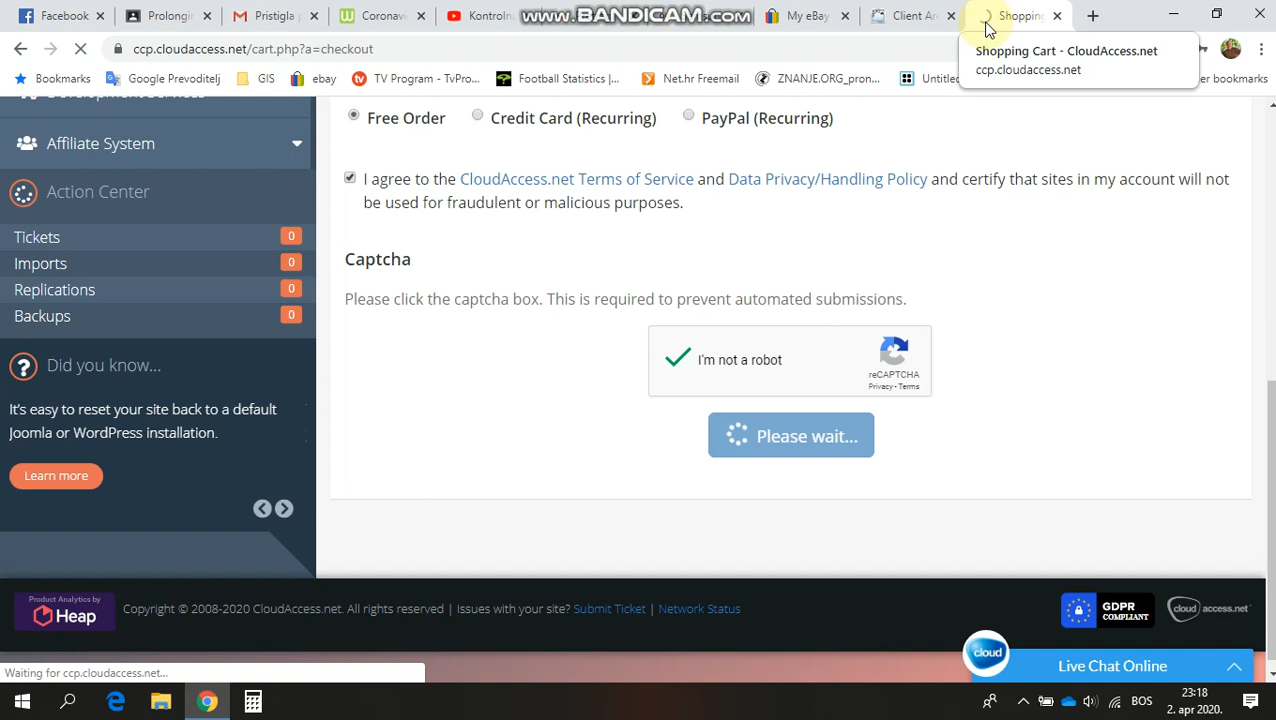 Facebook
Prolongi
Pristigla
Coronavi
Kontroln
www.BANDICAM.com
My eBay
Client Ar
Shopping
ccp.cloudaccess.net/cart.php?a=checkout
Shopping Cart - CloudAccess.net
ccp.cloudaccess.net
Bookmarks
Google Prevoditelj
GIS
ebay
TV Program - TvPro...
Football Statistics |...
Net.hr Freemail
ZNANJE.ORG_pron...
Untitled
her bookmarks
Development Services
Affiliate System
Action Center
Tickets 0
Imports 0
Replications 0
Backups 0
Did you know...
It's easy to reset your site back to a default
Joomla or WordPress installation.
Learn more
Free Order
Credit Card (Recurring)
PayPal (Recurring)
I agree to the CloudAccess.net Terms of Service and Data Privacy/Handling Policy and certify that sites in my account will not
be used for fraudulent or malicious purposes.
Captcha
Please click the captcha box. This is required to prevent automated submissions.
I'm not a robot
reCAPTCHA
Privacy - Terms
Please wait...
Product Analytics by
Heap
Copyright © 2008-2020 CloudAccess.net. All rights reserved | Issues with your site? Submit Ticket | Network Status
GDPR
COMPLIANT
cloudaccess.net
cloud
Live Chat Online
Waiting for ccp.cloudaccess.net...
BOS
23:18
2. apr 2020.